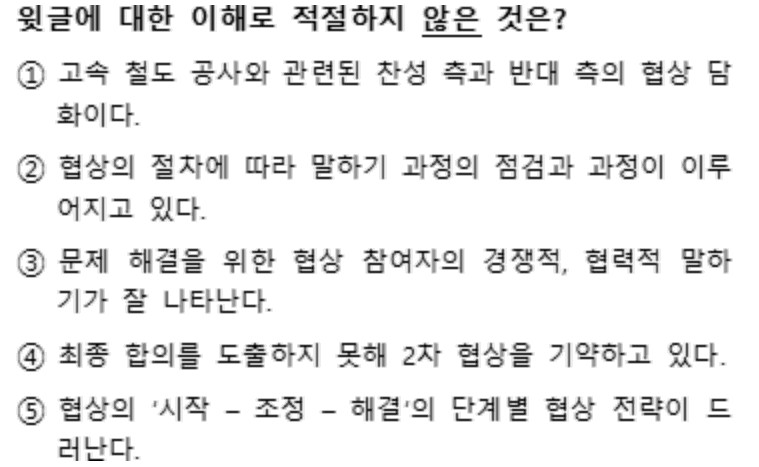 윗글에 대한 이해로 적절하지 않은 것은?
① 고속 철도 공사와 관련된 찬성 측과 반대 측의 협상 담
화이다.
② 협상의 절차에 따라 말하기 과정의 점검과 과정이 이루
어지고 있다.
③ 문제 해결을 위한 협상 참여자의 경쟁적, 협력적 말하
기가 잘 나타난다.
④ 최종 합의를 도출하지 못해 2차 협상을 기약하고 있다.
⑤ 협상의 ‘시작 – 조정 – 해결’의 단계별 협상 전략이 드
러난다.